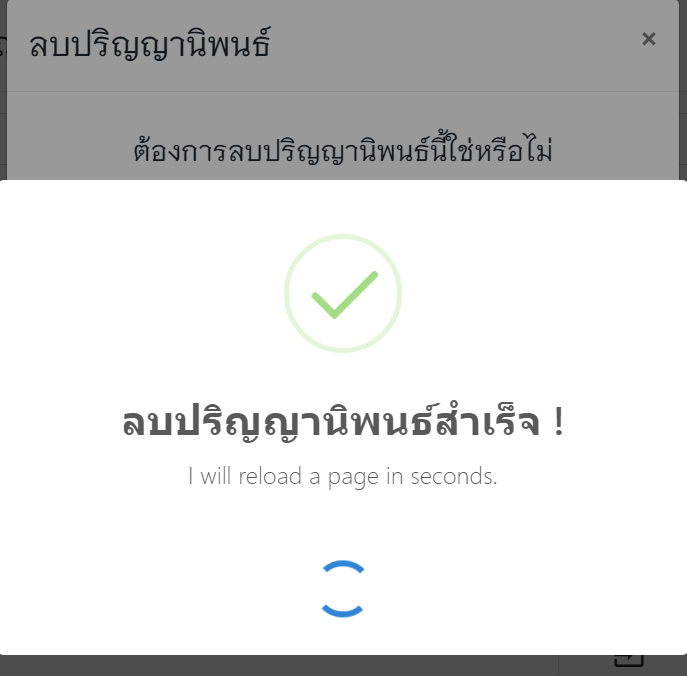 ลบปริญญานิพนธ์
×
ต้องการลบปริญญานิพนธ์นี้ใช่หรือไม่
ลบปริญญานิพนธ์สำเร็จ !
I will reload a page in seconds.